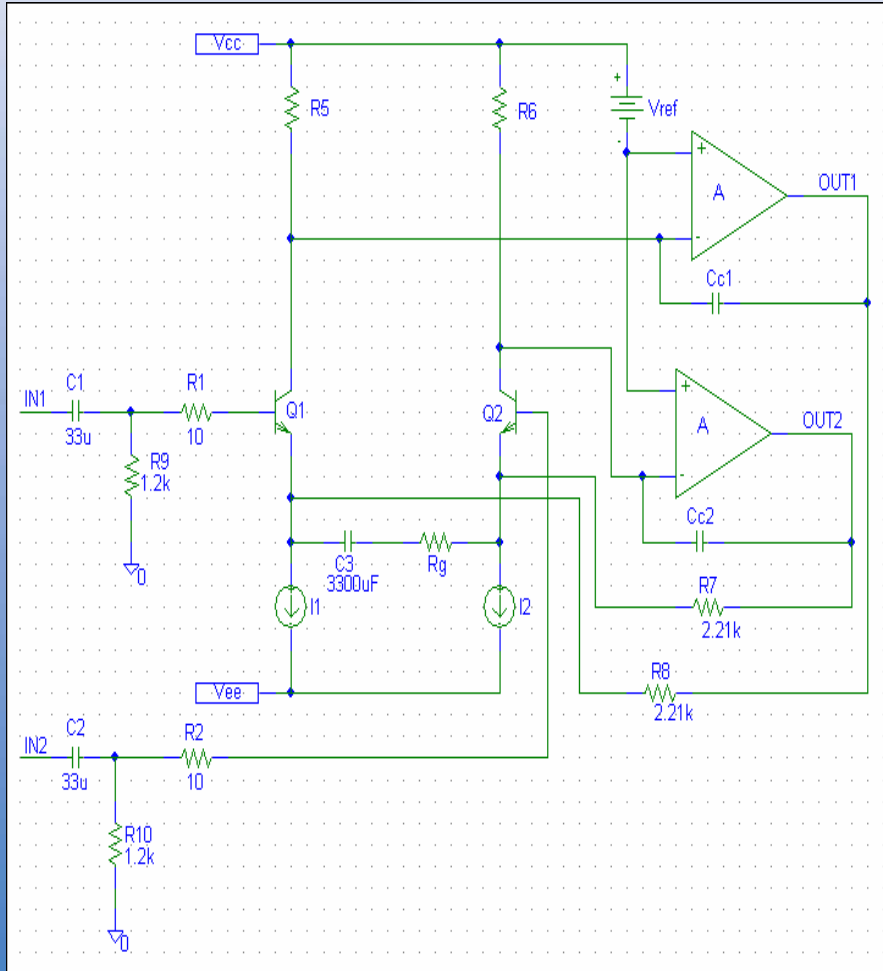 Vcc
R5
R6
+
Vref
-
+
A
OUT1
-
Cc1
C1
R1
IN1
Q1
Q2
33u
10
+
A
OUT2
-
R9
1.2k
Cc2
0
C3
3300uF
Rg
I1
I2
R7
2.21k
Vee
R8
2.21k
C2
R2
IN2
33u
10
R10
1.2k
0